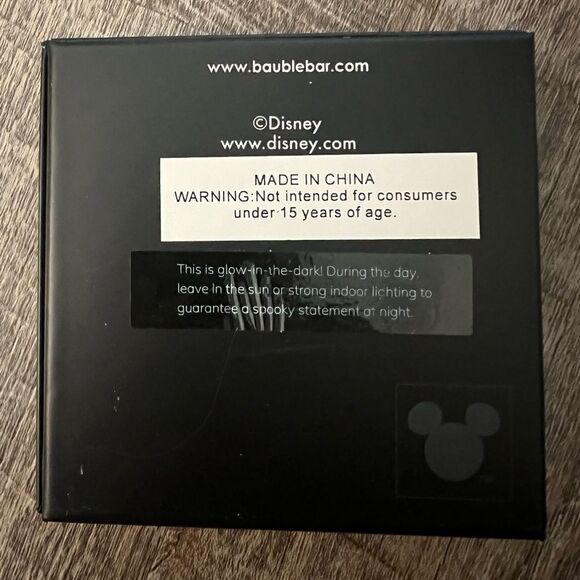 www.baublebar.com
©Disney
www.disney.com
MADE IN CHINA
WARNING:Not intended for consumers
under 15 years of age.
This is glow-in-the-dark! During the day,
leave in the sun or strong indoor lighting to
guarantee a spooky statement at night.